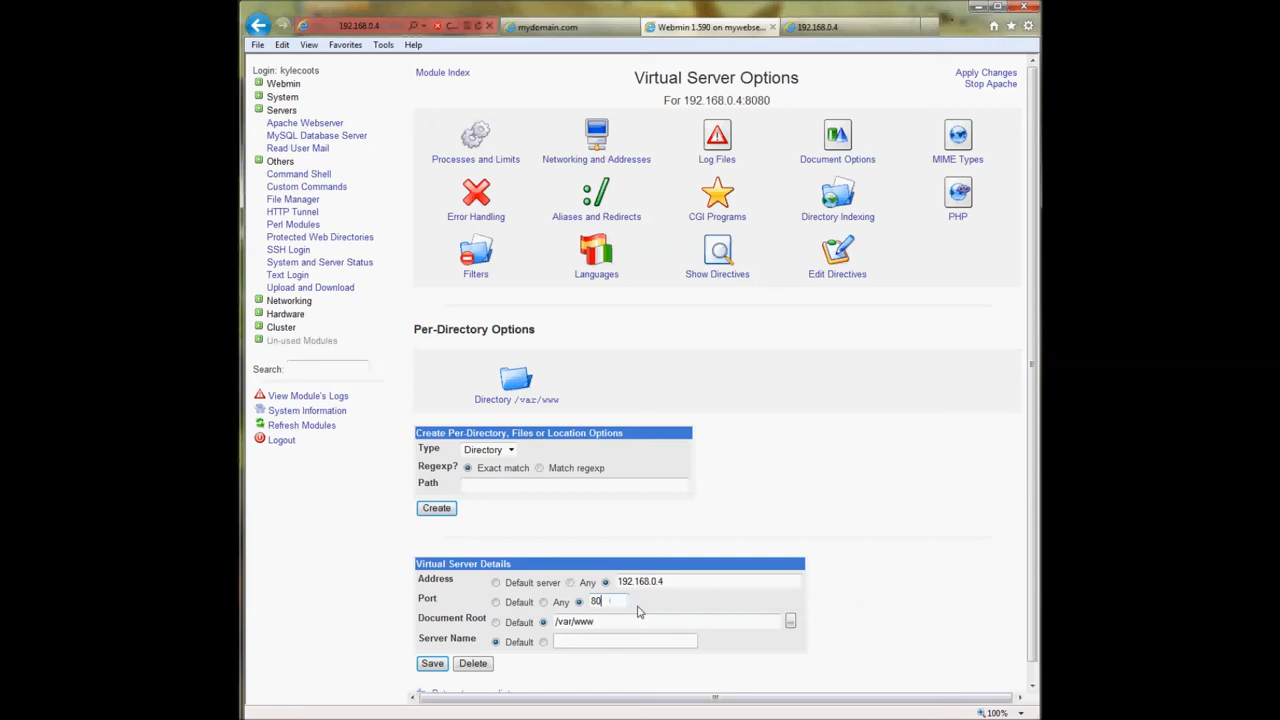 192.168.0.4
C...
mydomain.com
Webmin 1.590 on mywebse...
192.168.0.4
File Edit View Favorites Tools Help
Login: kylecoots
Webmin
System
Servers
Apache Webserver
MySQL Database Server
Read User Mail
Others
Command Shell
Custom Commands
File Manager
HTTP Tunnel
Perl Modules
Protected Web Directories
SSH Login
System and Server Status
Text Login
Upload and Download
Networking
Hardware
Cluster
Un-used Modules
Search:
View Module's Logs
System Information
Refresh Modules
Logout
Module Index
Virtual Server Options
For 192.168.0.4:8080
Apply Changes
Stop Apache
Processes and Limits Networking and Addresses Log Files Document Options MIME Types
Error Handling Aliases and Redirects CGI Programs Directory Indexing PHP
Filters Languages Show Directives Edit Directives
Per-Directory Options
Directory /var/www
Create Per-Directory, Files or Location Options
Type Directory
Regexp? Exact match Match regexp
Path
Create
Virtual Server Details
Address Default server Any 192.168.0.4
Port Default Any 80
Document Root Default /var/www ...
Server Name Default
Save Delete
100%